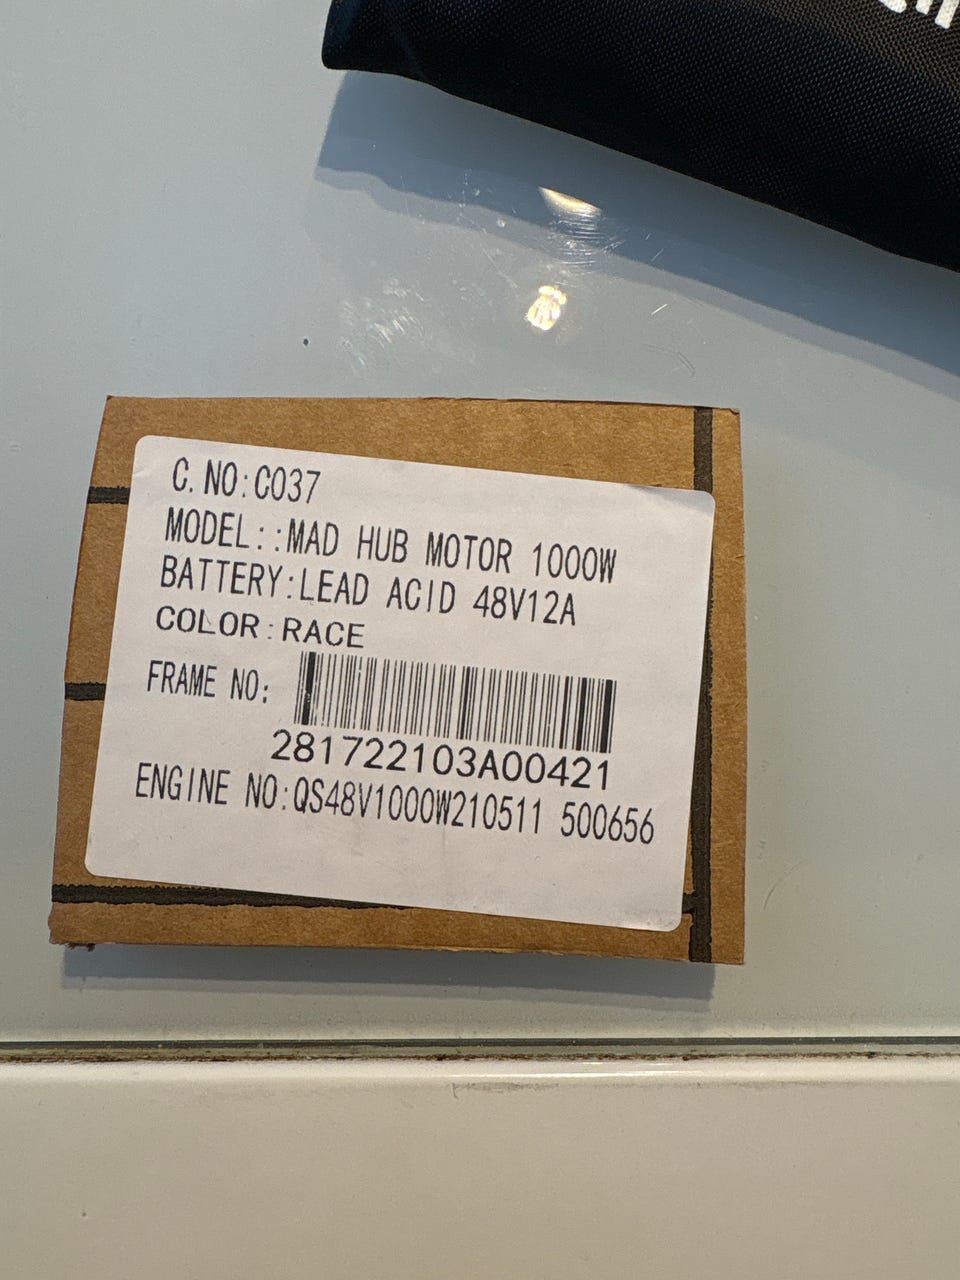 C. NO:C037
MODEL::MAD HUB MOTOR 1000W
BATTERY:LEAD ACID 48V12A
COLOR:RACE
FRAME NO:
281722103A00421
ENGINE NO:QS48V1000W210511 500656